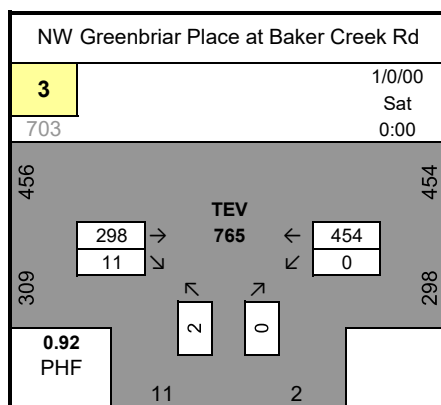 NW Greenbriar Place at Baker Creek Rd
3
1/0/00
Sat
703
0:00
456
454
TEV
298 → 765 ← 454
11 ↘ ↙ 0
309
298
↖ ↗
2 0
0.92
PHF
11 2